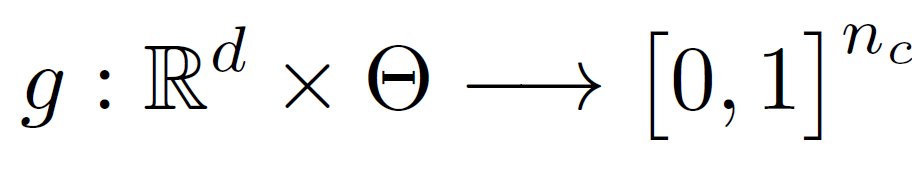 g : ℝ^d × Θ ⟶ [0, 1]^{n_c}